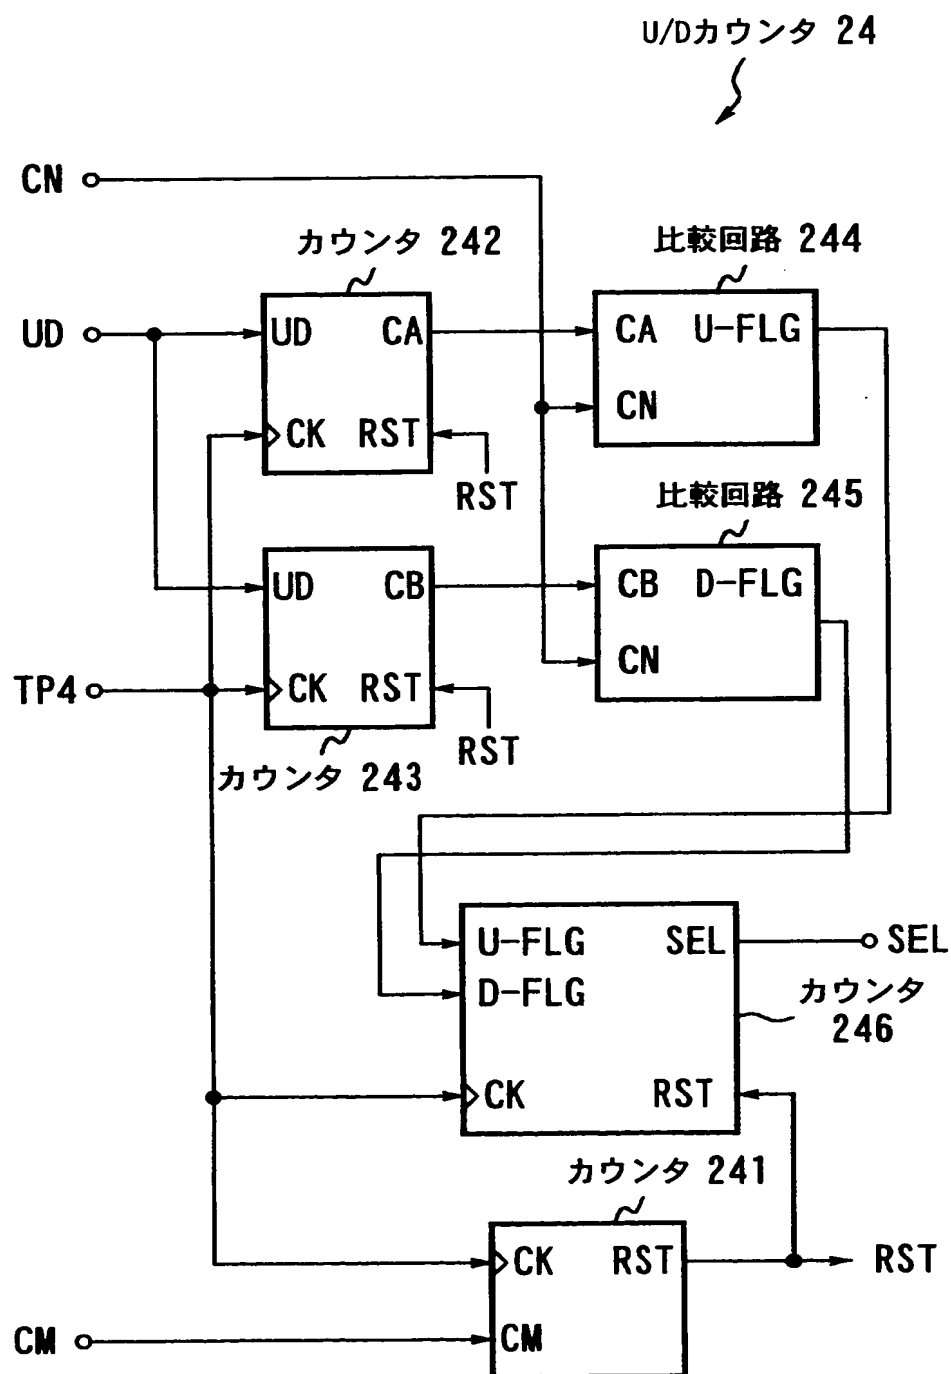 U/Dカウンタ 24
CN
カウンタ 242
比較回路 244
UD
UD CA
CA U-FLG
CN
CK RST
RST
比較回路 245
UD CB
CB D-FLG
CN
TP4
CK RST
RST
カウンタ 243
U-FLG SEL
SEL
D-FLG
カウンタ
246
CK RST
カウンタ 241
CK RST
RST
CM
CM